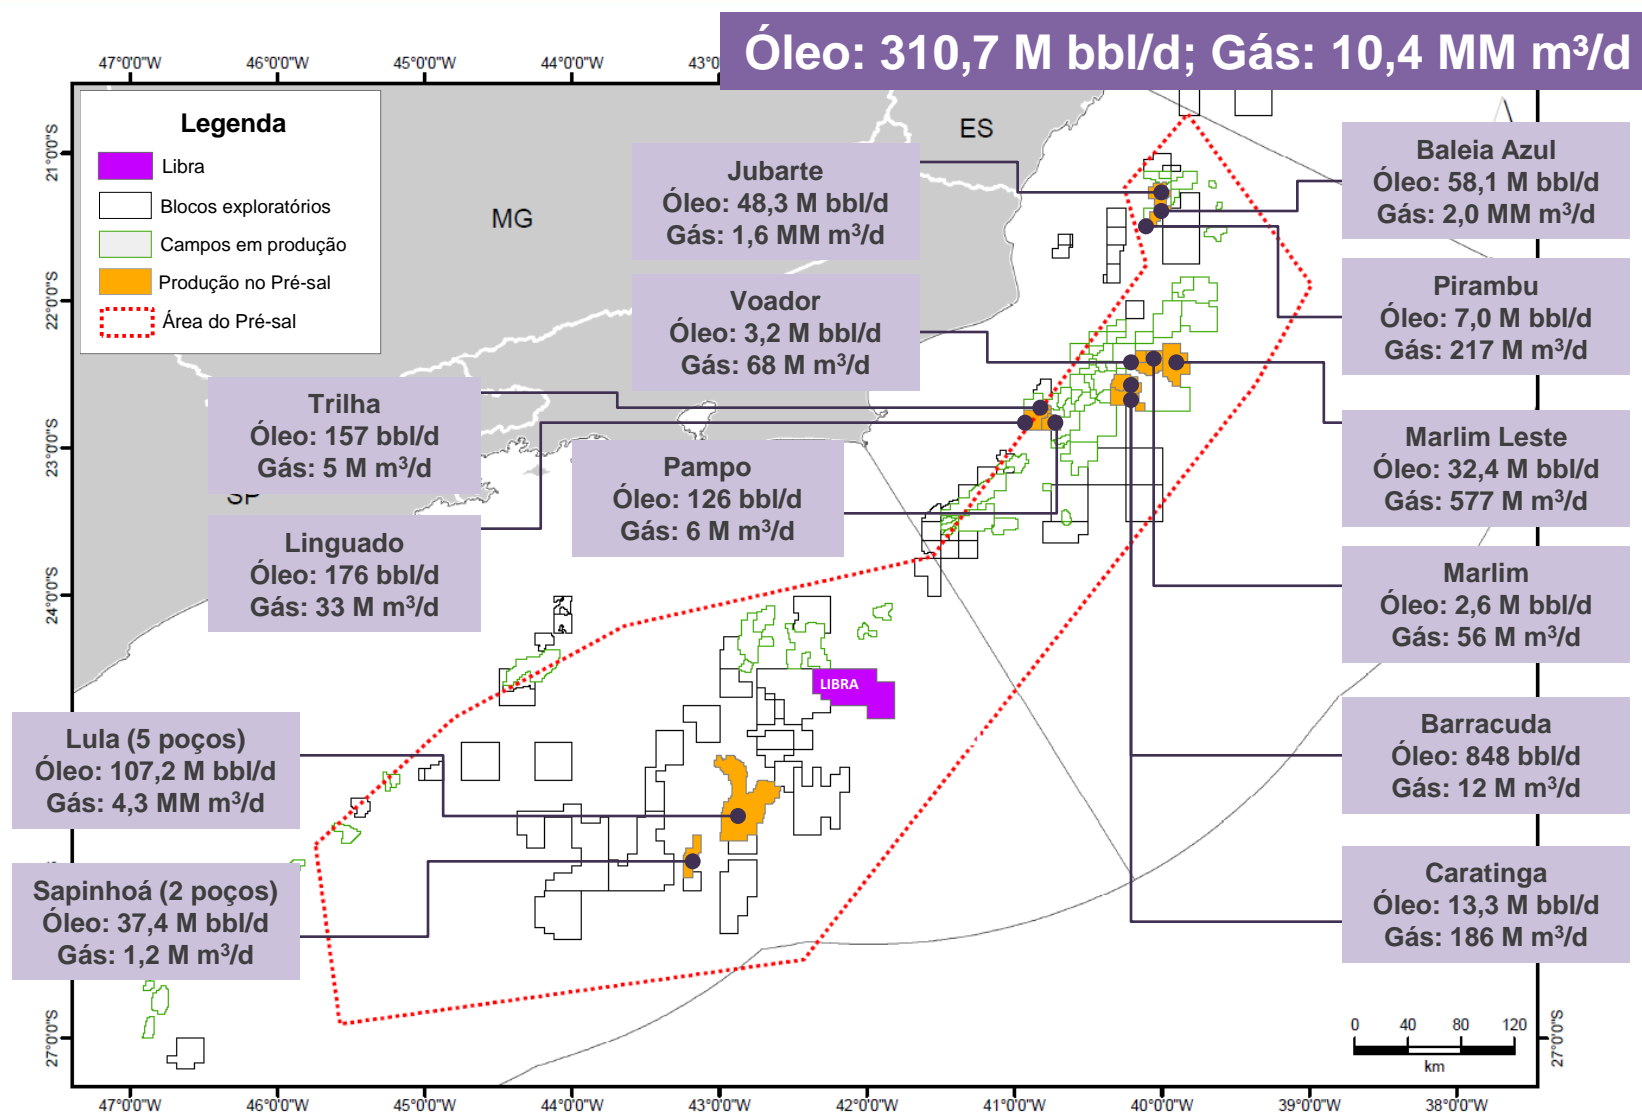 Óleo: 310,7 M bbl/d; Gás: 10,4 MM m³/d
47°0'0"W
46°0'0"W
45°0'0"W
44°0'0"W
43°0
Legenda
Libra
Blocos exploratórios
Campos em produção
Produção no Pré-sal
Área do Pré-sal
21°0'0"S
22°0'0"S
23°0'0"S
24°0'0"S
27°0'0"S
MG
ES
SP
Jubarte
Óleo: 48,3 M bbl/d
Gás: 1,6 MM m³/d
Voador
Óleo: 3,2 M bbl/d
Gás: 68 M m³/d
Trilha
Óleo: 157 bbl/d
Gás: 5 M m³/d
Pampo
Óleo: 126 bbl/d
Gás: 6 M m³/d
Linguado
Óleo: 176 bbl/d
Gás: 33 M m³/d
Lula (5 poços)
Óleo: 107,2 M bbl/d
Gás: 4,3 MM m³/d
Sapinhoá (2 poços)
Óleo: 37,4 M bbl/d
Gás: 1,2 M m³/d
LIBRA
Baleia Azul
Óleo: 58,1 M bbl/d
Gás: 2,0 MM m³/d
Pirambu
Óleo: 7,0 M bbl/d
Gás: 217 M m³/d
Marlim Leste
Óleo: 32,4 M bbl/d
Gás: 577 M m³/d
Marlim
Óleo: 2,6 M bbl/d
Gás: 56 M m³/d
Barracuda
Óleo: 848 bbl/d
Gás: 12 M m³/d
Caratinga
Óleo: 13,3 M bbl/d
Gás: 186 M m³/d
0 40 80 120
km
27°0'0"S
47°0'0"W
46°0'0"W
45°0'0"W
44°0'0"W
43°0'0"W
42°0'0"W
41°0'0"W
40°0'0"W
39°0'0"W
38°0'0"W